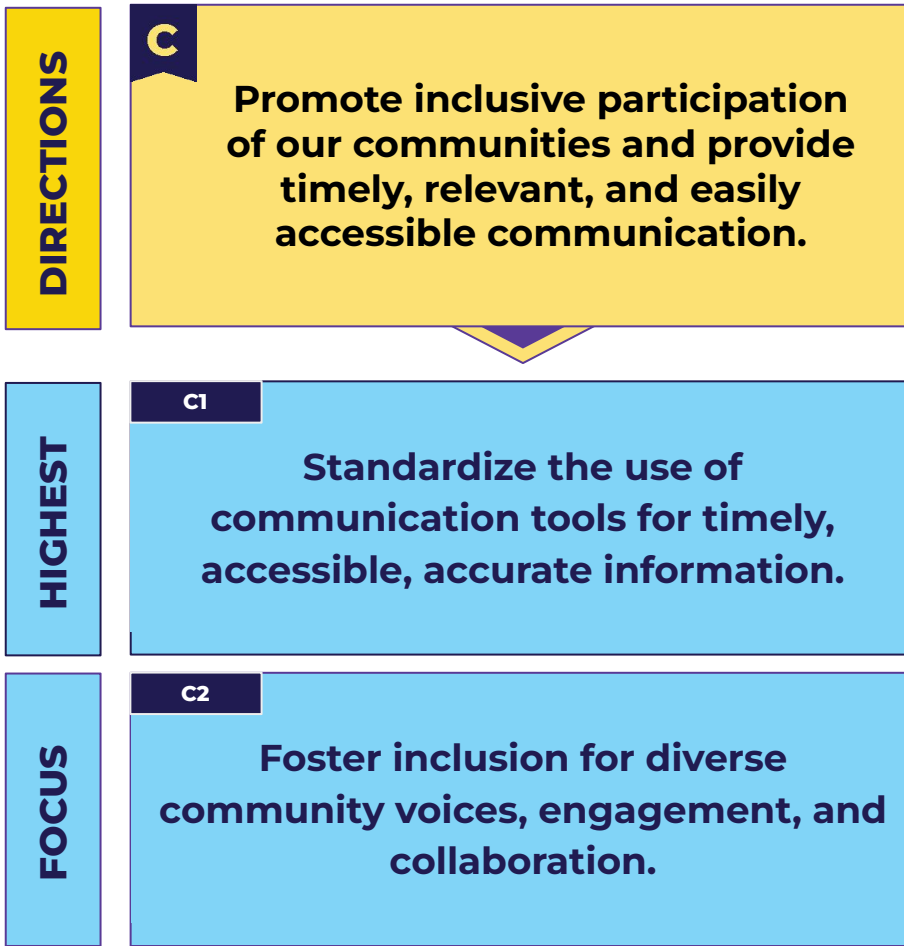 DIRECTIONS
C
Promote inclusive participation
of our communities and provide
timely, relevant, and easily
accessible communication.
HIGHEST
C1
Standardize the use of
communication tools for timely,
accessible, accurate information.
FOCUS
C2
Foster inclusion for diverse
community voices, engagement, and
collaboration.